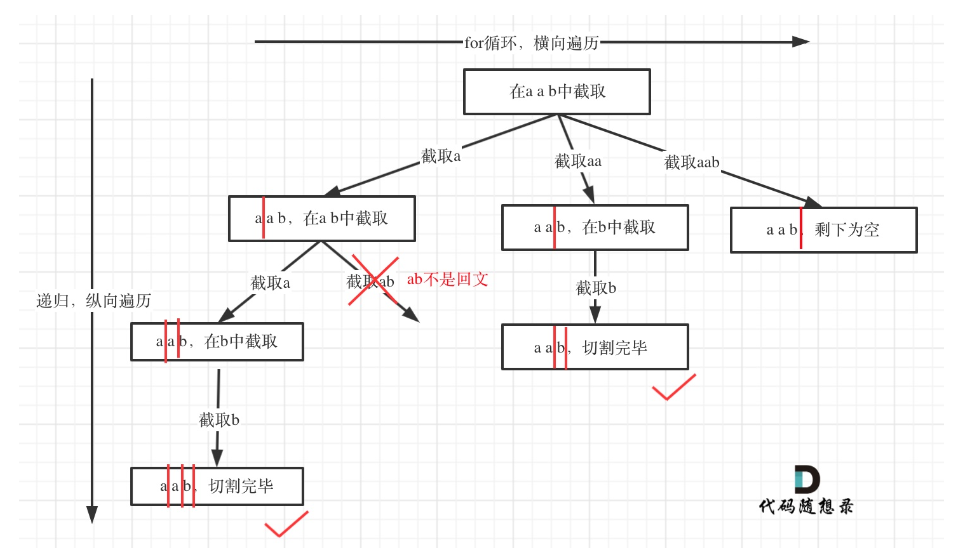 for循环，横向遍历
在a a b中截取
截取a
截取aa
截取aab
a a b，在a b中截取
a a b，在b中截取
a a b，剩下为空
截取a
截取ab
ab不是回文
截取b
递归，纵向遍历
a a b，在b中截取
a a b，切割完毕
截取b
a a b，切割完毕
代码随想录